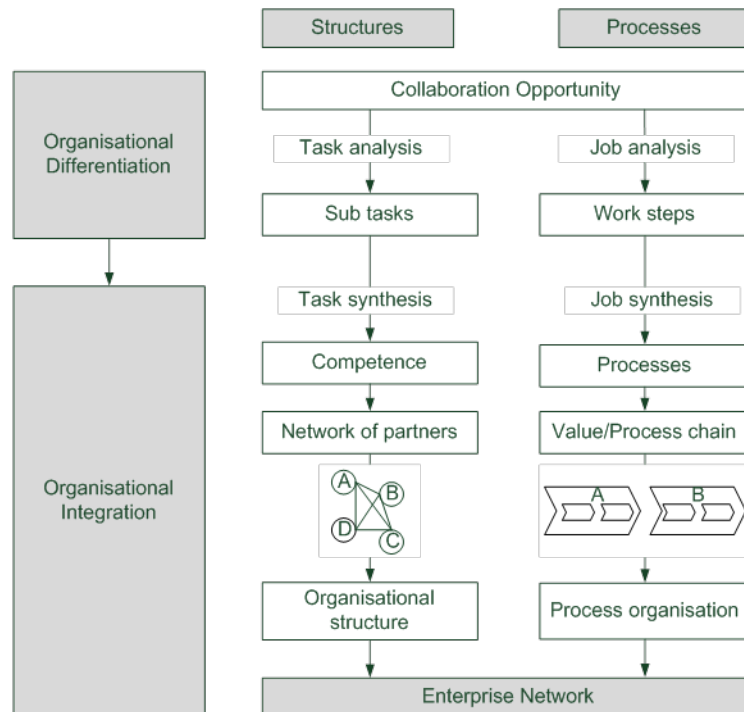 Structures
Processes
Organisational
Differentiation
Collaboration Opportunity
Task analysis
Job analysis
Sub tasks
Work steps
Organisational
Integration
Task synthesis
Job synthesis
Competence
Processes
Network of partners
Value/Process chain
A
B
D
C
A
B
Organisational
structure
Process organisation
Enterprise Network